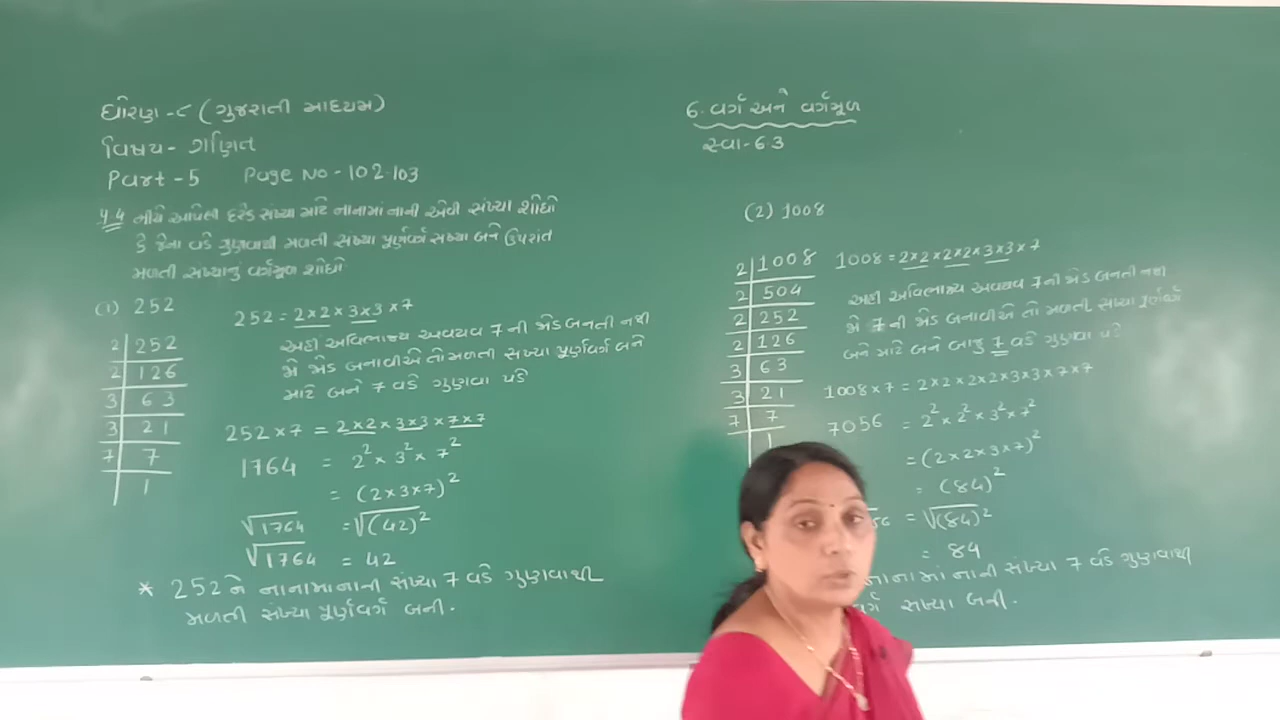 ધોરણ - ૮ (ગુજરાતી માધ્યમ)
વિષય - ગણિત
Part - 5 Page No - 102-103
પ્ર.4 નીચે આપેલી દરેક સંખ્યા માટે નાનામાં નાની એવી સંખ્યા શોધો
કે જેના વડે ગુણવાથી મળતી સંખ્યા પૂર્ણવર્ગ સંખ્યા બને ઉપરાંત
મળતી સંખ્યાનું વર્ગમૂળ શોધો
(1) 252
2 | 252
2 | 126
3 | 63
3 | 21
7 | 7
1
252 = 2×2 × 3×3 × 7
અહીં અવિભાજ્ય અવયવ 7 ની જોડ બનતી નથી
જો જોડ બનાવીએ તો મળતી સંખ્યા પૂર્ણવર્ગ બને
માટે બંને 7 વડે ગુણવા પડે
252×7 = 2×2 × 3×3 × 7×7
1764 = 2² × 3² × 7²
= (2×3×7)²
√1764 = √(42)²
√1764 = 42
* 252 ને નાનામાં નાની સંખ્યા 7 વડે ગુણવાથી
મળતી સંખ્યા પૂર્ણવર્ગ બની.
6. વર્ગ અને વર્ગમૂળ
સ્વા - 6.3
(2) 1008
2 | 1008
2 | 504
2 | 252
2 | 126
3 | 63
3 | 21
7 | 7
1
1008 = 2×2 × 2×2 × 3×3 × 7
અહીં અવિભાજ્ય અવયવ 7 ની જોડ બનતી નથી
જો 7 ની જોડ બનાવીએ તો મળતી સંખ્યા પૂર્ણવર્ગ
બને માટે બંને બાજુ 7 વડે ગુણવા પડે
1008×7 = 2×2×2×2×3×3×7×7
7056 = 2² × 2² × 3² × 7²
= (2×2×3×7)²
= (84)²
56 = √(84)²
= 84
નાનામાં નાની સંખ્યા 7 વડે ગુણવાથી
સંખ્યા બની.